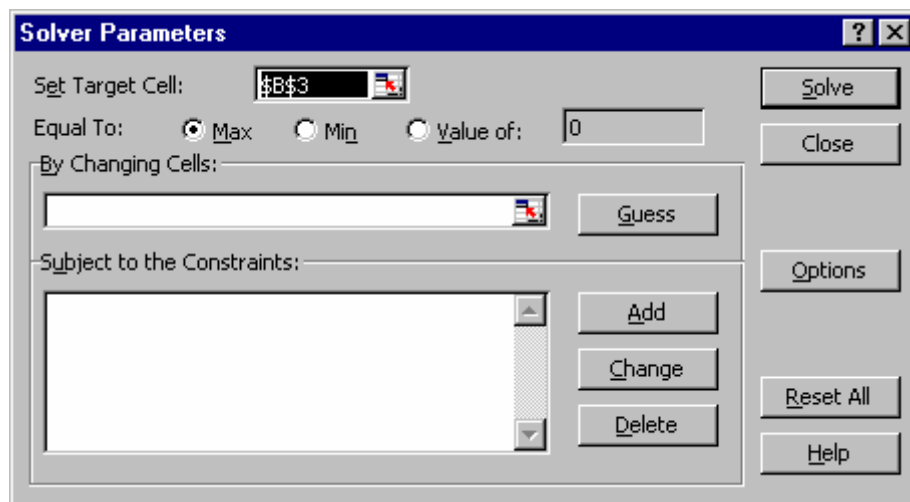 Solver Parameters
Set Target Cell: $B$3 Solve
Equal To: Max Min Value of: 0 Close
By Changing Cells:
Guess
Subject to the Constraints: Options
Add
Change
Reset All
Delete
Help